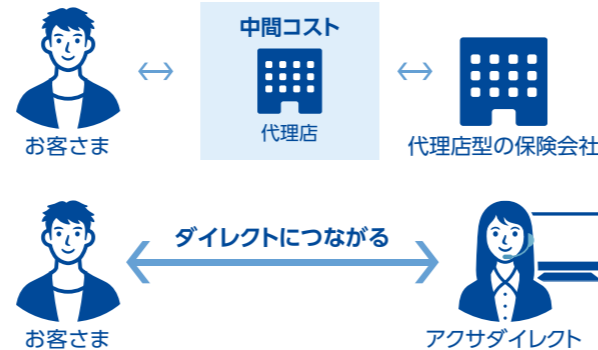 中間コスト
代理店
お客さま
代理店型の保険会社
ダイレクトにつながる
お客さま
アクサダイレクト